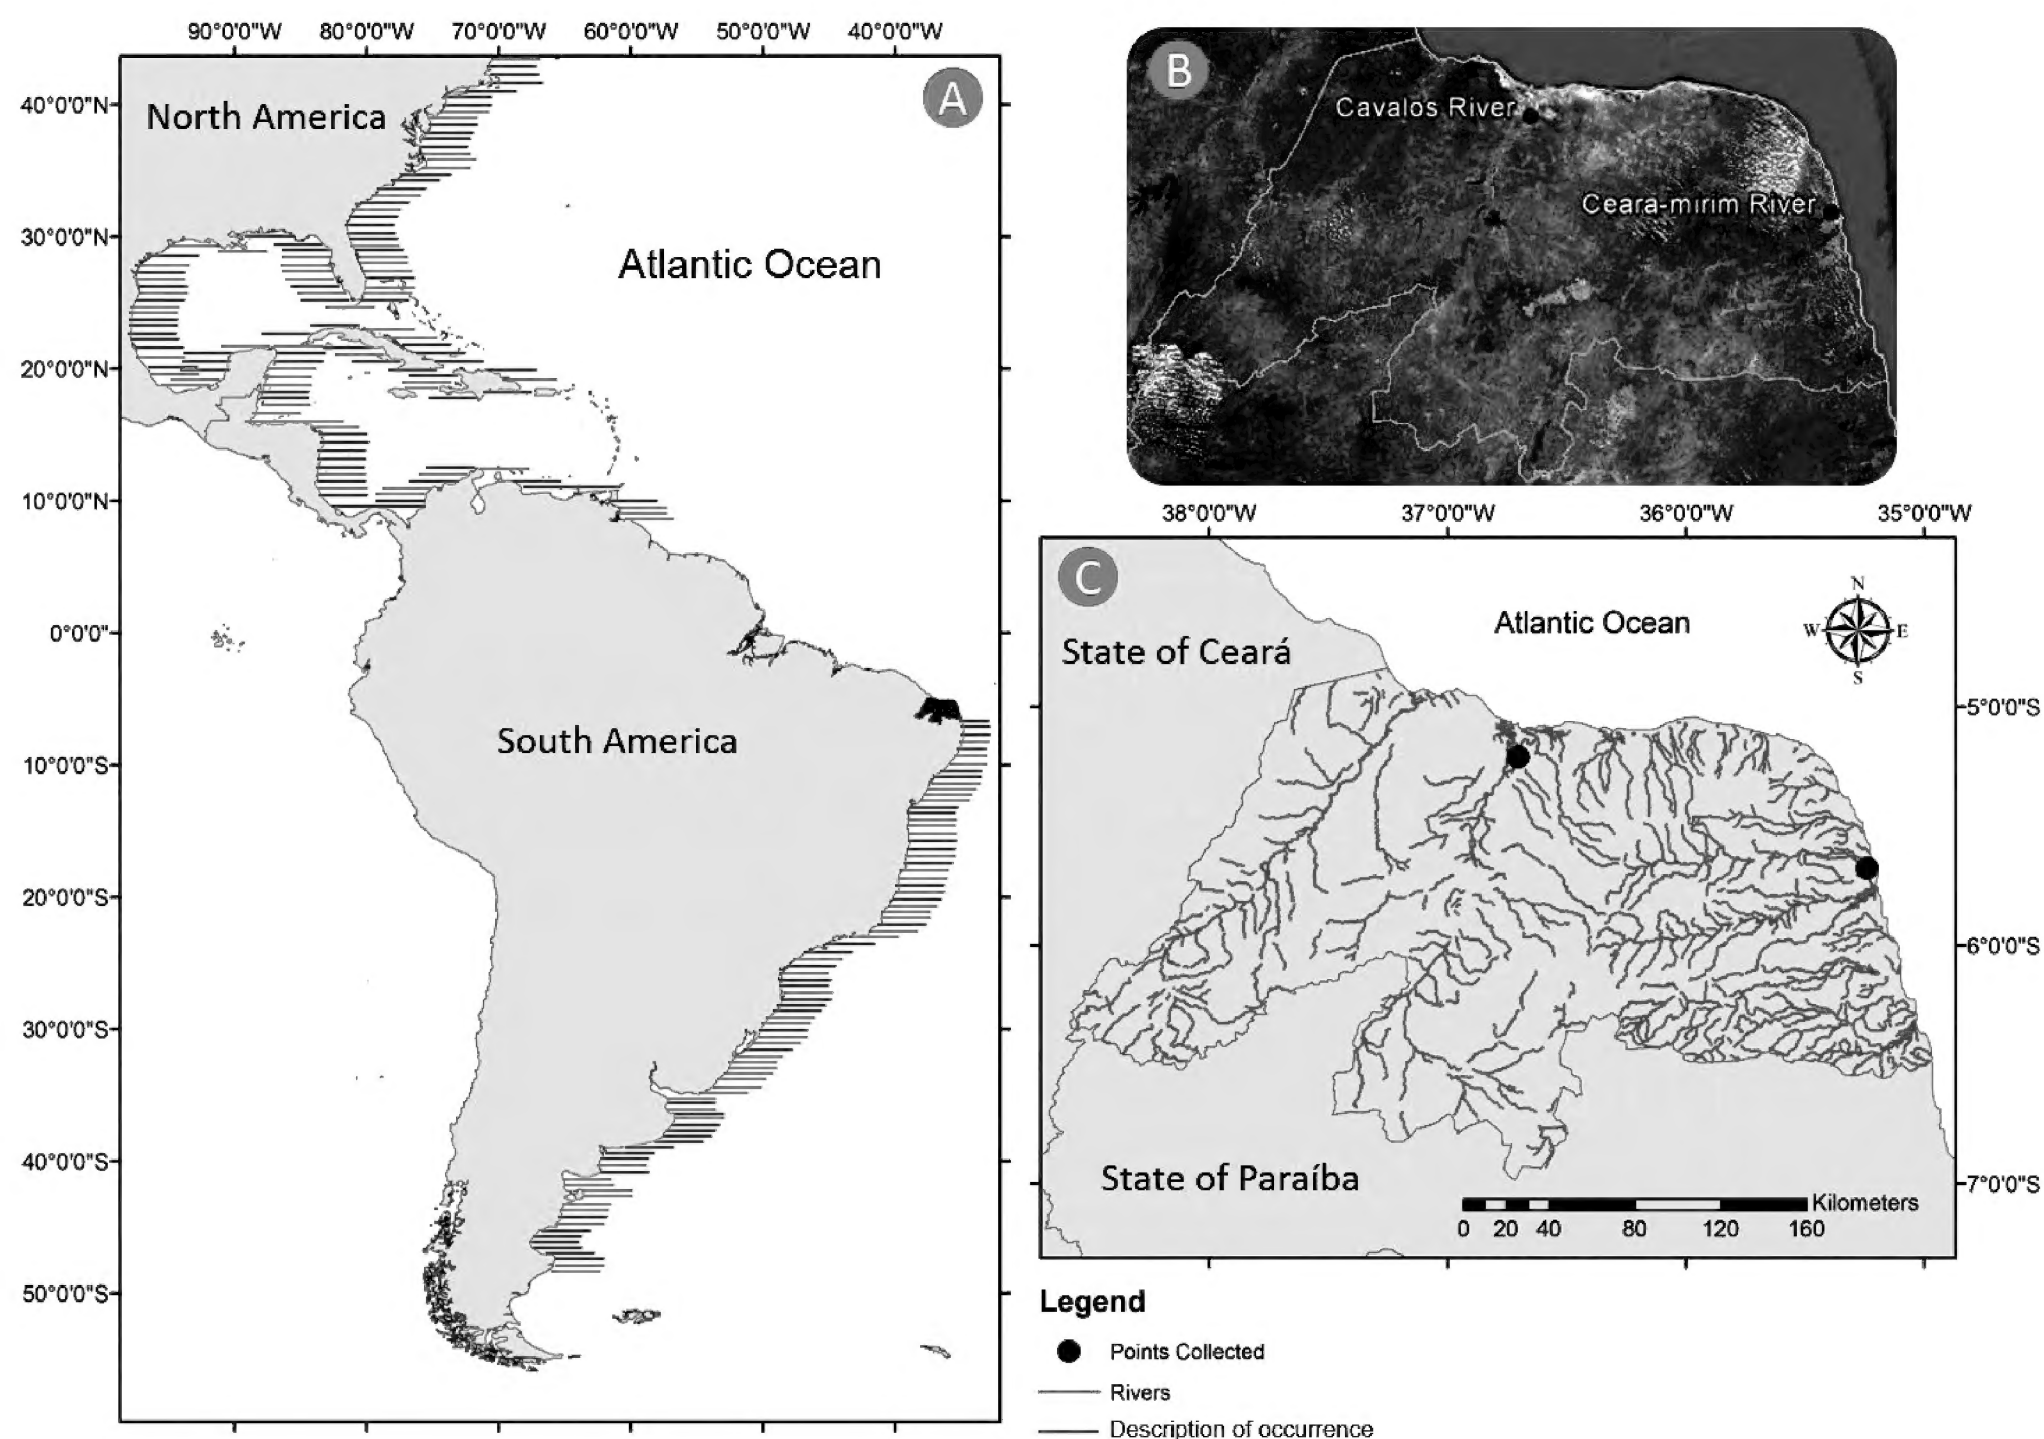 90°0'0"W 80°0'0"W 70°0'0"W 60°0'0"W 50°0'0"W 40°0'0"W
A
North America
Atlantic Ocean
South America
40°0'0"N
30°0'0"N
20°0'0"N
10°0'0"N
0°0'0"
10°0'0"S
20°0'0"S
30°0'0"S
40°0'0"S
50°0'0"S
B
Cavalos River
Ceara-mirim River
38°0'0"W 37°0'0"W 36°0'0"W 35°0'0"W
C
N
W E
S
Atlantic Ocean
State of Ceará
State of Paraíba
5°0'0"S
6°0'0"S
7°0'0"S
Kilometers
0 20 40 80 120 160
Legend
Points Collected
Rivers
Description of occurrence